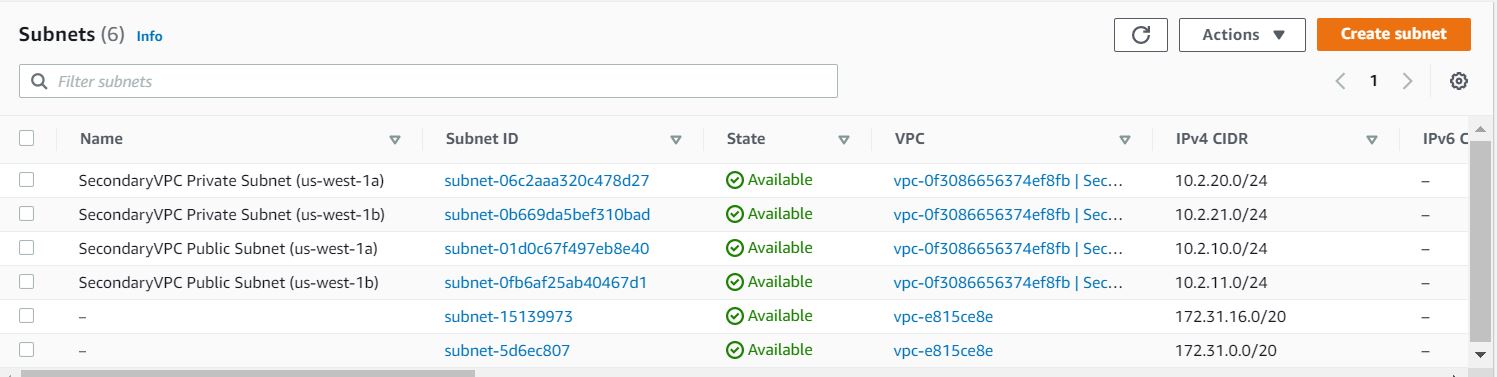 Subnets (6) Info Actions Create subnet
Filter subnets 1
Name Subnet ID State VPC IPv4 CIDR IPv6 C
SecondaryVPC Private Subnet (us-west-1a) subnet-06c2aaa320c478d27 Available vpc-0f3086656374ef8fb | Sec... 10.2.20.0/24 –
SecondaryVPC Private Subnet (us-west-1b) subnet-0b669da5bef310bad Available vpc-0f3086656374ef8fb | Sec... 10.2.21.0/24 –
SecondaryVPC Public Subnet (us-west-1a) subnet-01d0c67f497eb8e40 Available vpc-0f3086656374ef8fb | Sec... 10.2.10.0/24 –
SecondaryVPC Public Subnet (us-west-1b) subnet-0fb6af25ab40467d1 Available vpc-0f3086656374ef8fb | Sec... 10.2.11.0/24 –
– subnet-15139973 Available vpc-e815ce8e 172.31.16.0/20 –
– subnet-5d6ec807 Available vpc-e815ce8e 172.31.0.0/20 –